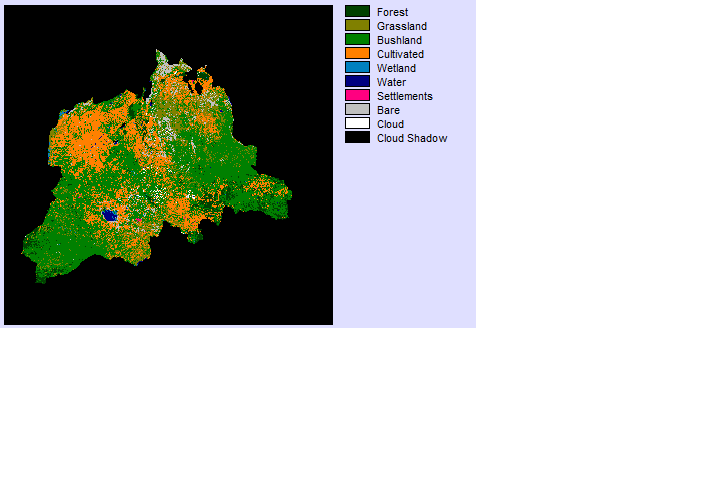 Forest
Grassland
Bushland
Cultivated
Wetland
Water
Settlements
Bare
Cloud
Cloud Shadow